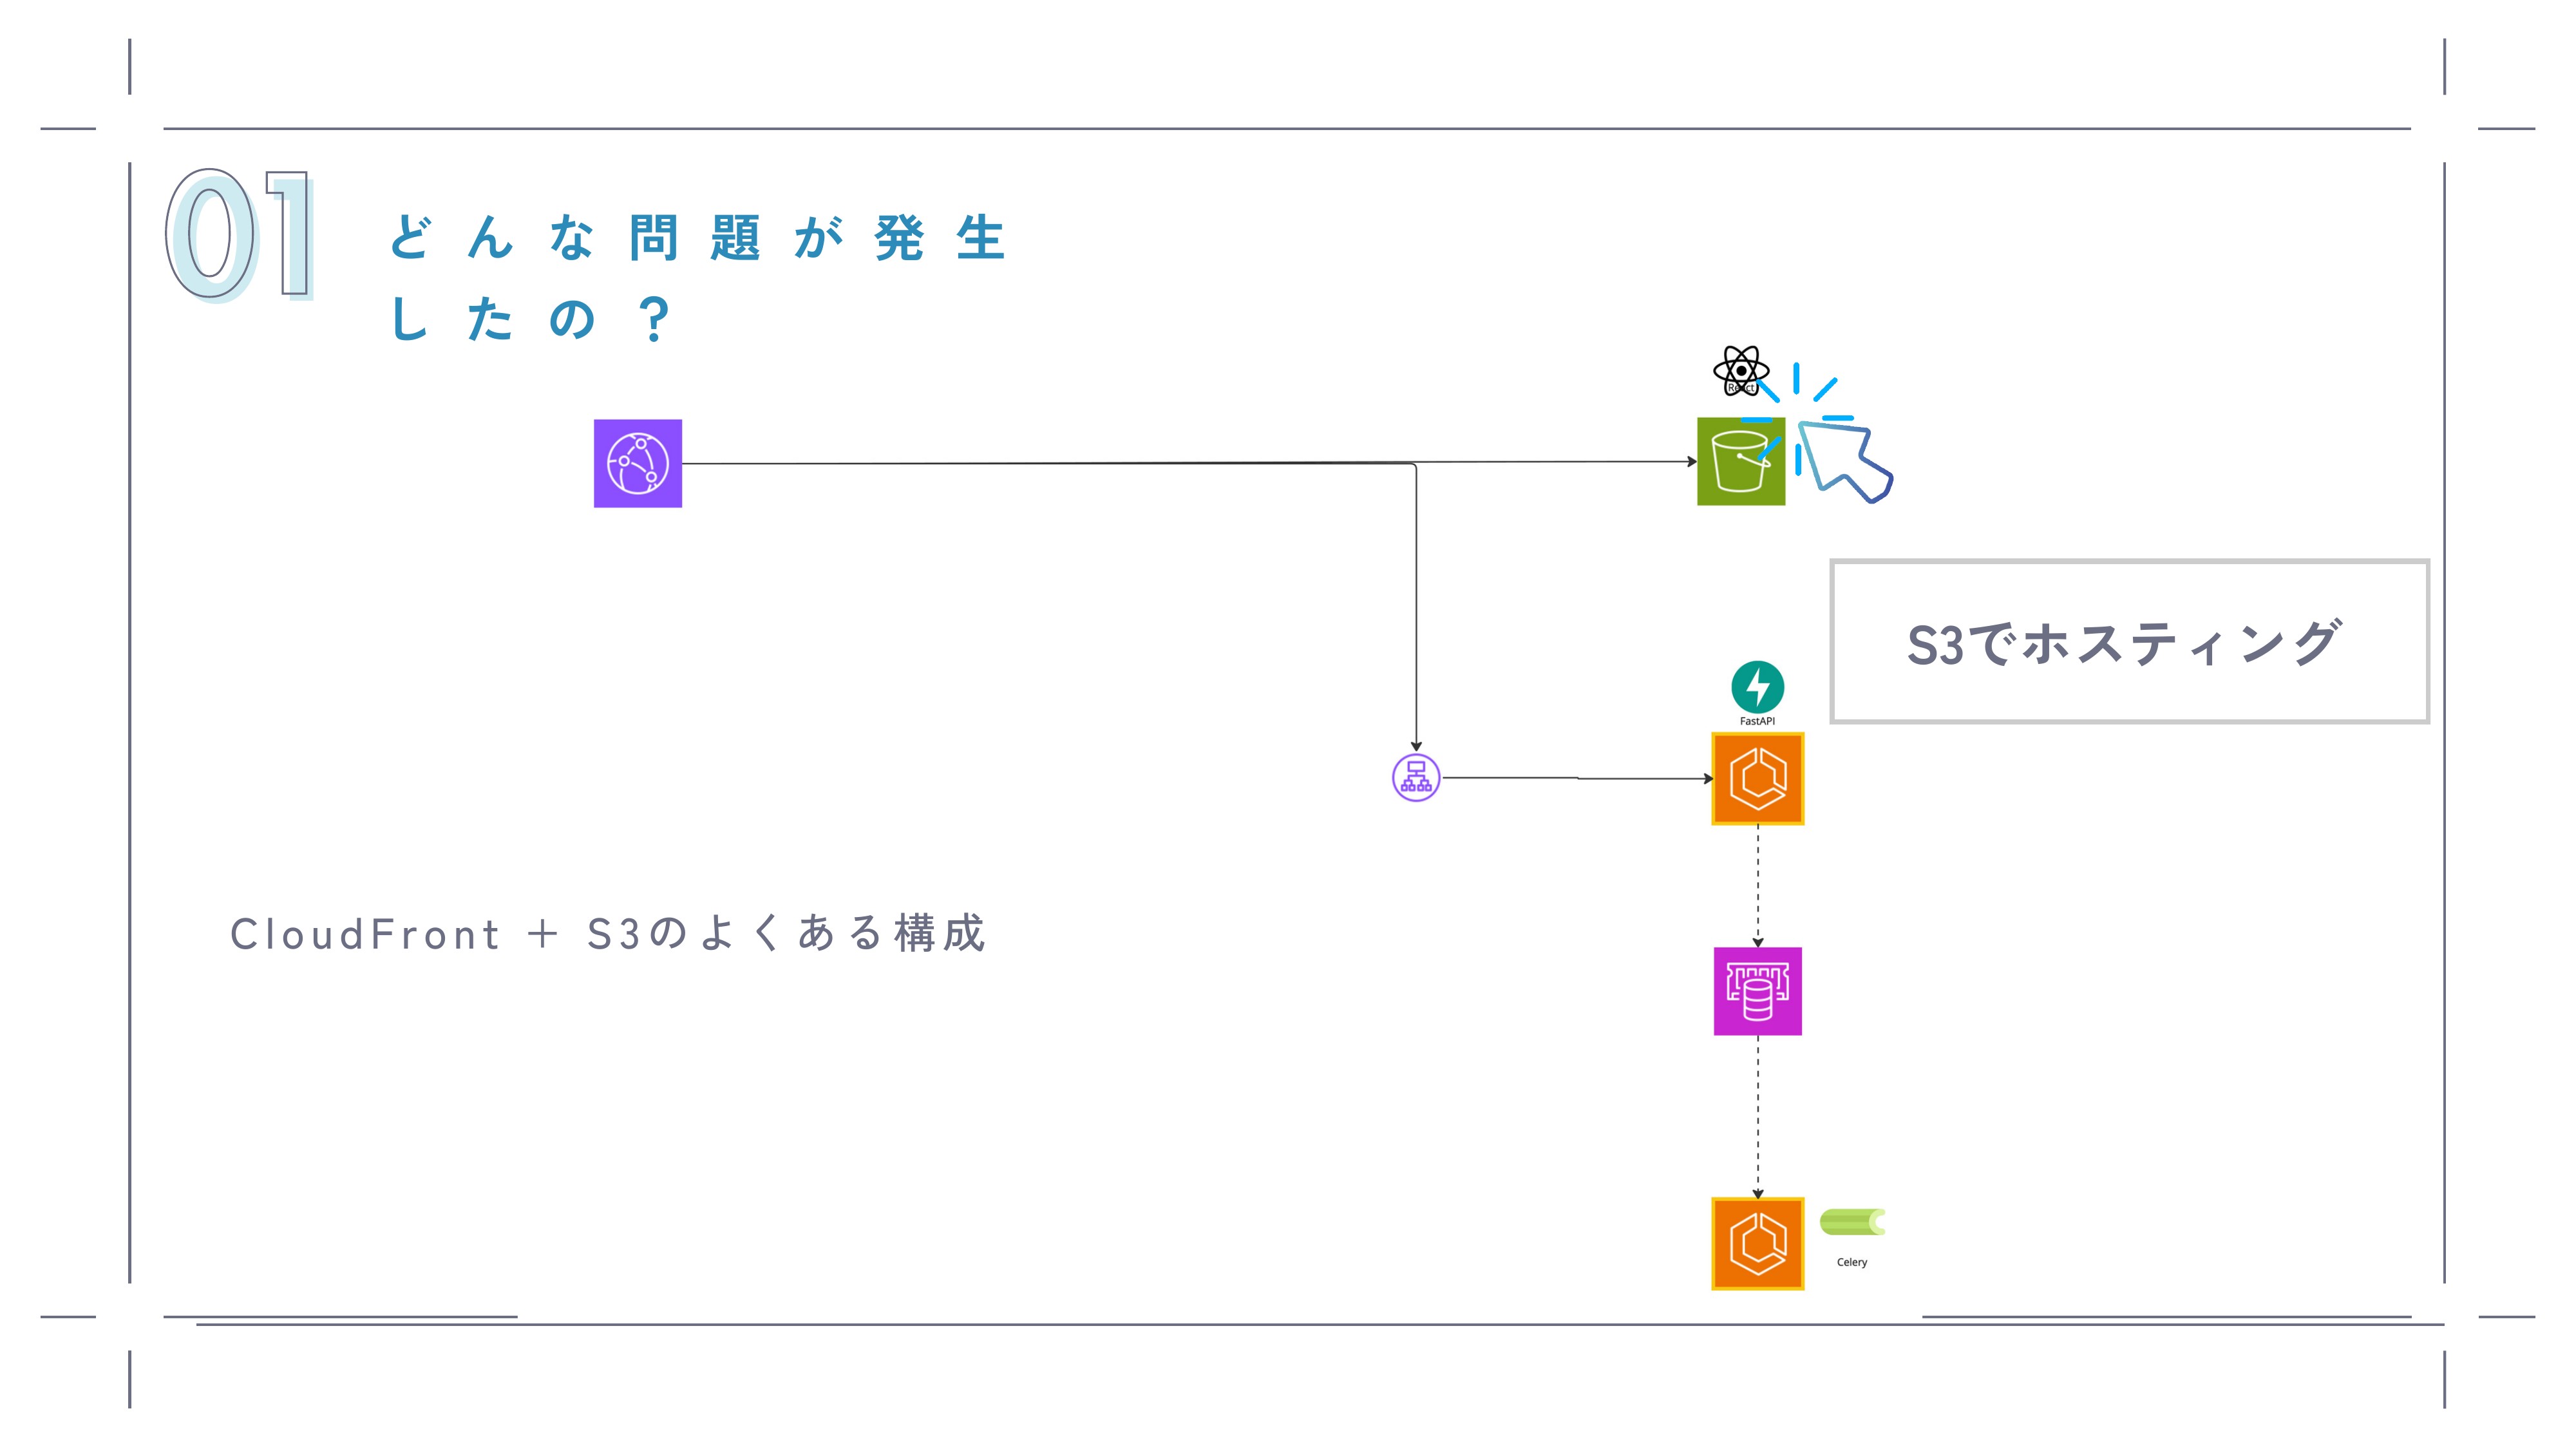 01
どんな問題が発生
したの？
React
S3でホスティング
FastAPI
CloudFront + S3のよくある構成
Celery